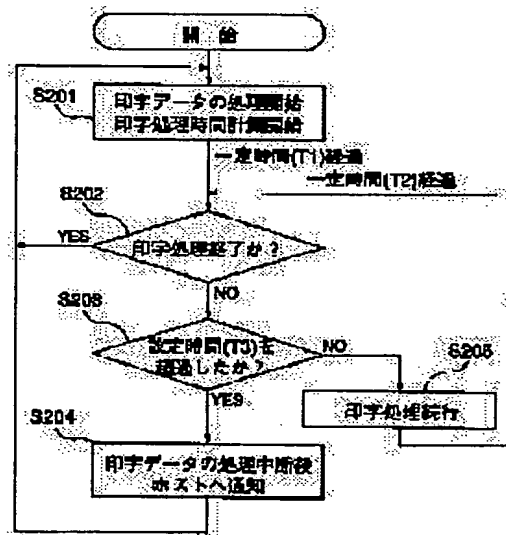 開始
S201
印字データの処理開始
印字処理時間計測開始
一定時間(T1)経過
一定時間(T2)経過
S202
YES
印字処理終了か?
NO
S203
設定時間(T3)を
超過したか?
NO
YES
S205
印字処理続行
S204
印字データの処理中断後
ホストへ通知